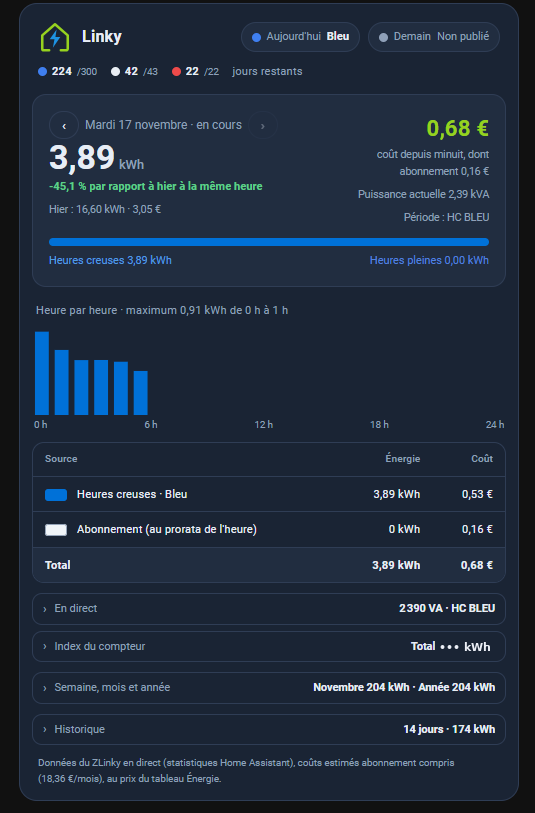 Linky
Aujourd'hui Bleu
Demain Non publié
224 /300 42 /43 22 /22 jours restants
‹ Mardi 17 novembre · en cours ›
0,68 €
3,89 kWh
coût depuis minuit, dont
abonnement 0,16 €
-45,1 % par rapport à hier à la même heure
Puissance actuelle 2,39 kVA
Hier : 16,60 kWh · 3,05 €
Période : HC BLEU
Heures creuses 3,89 kWh
Heures pleines 0,00 kWh
Heure par heure · maximum 0,91 kWh de 0 h à 1 h
0 h 6 h 12 h 18 h 24 h
Source Énergie Coût
Heures creuses · Bleu 3,89 kWh 0,53 €
Abonnement (au prorata de l'heure) 0 kWh 0,16 €
Total 3,89 kWh 0,68 €
› En direct 2 390 VA · HC BLEU
› Index du compteur Total ••• kWh
› Semaine, mois et année Novembre 204 kWh · Année 204 kWh
› Historique 14 jours · 174 kWh
Données du ZLinky en direct (statistiques Home Assistant), coûts estimés abonnement compris
(18,36 €/mois), au prix du tableau Énergie.